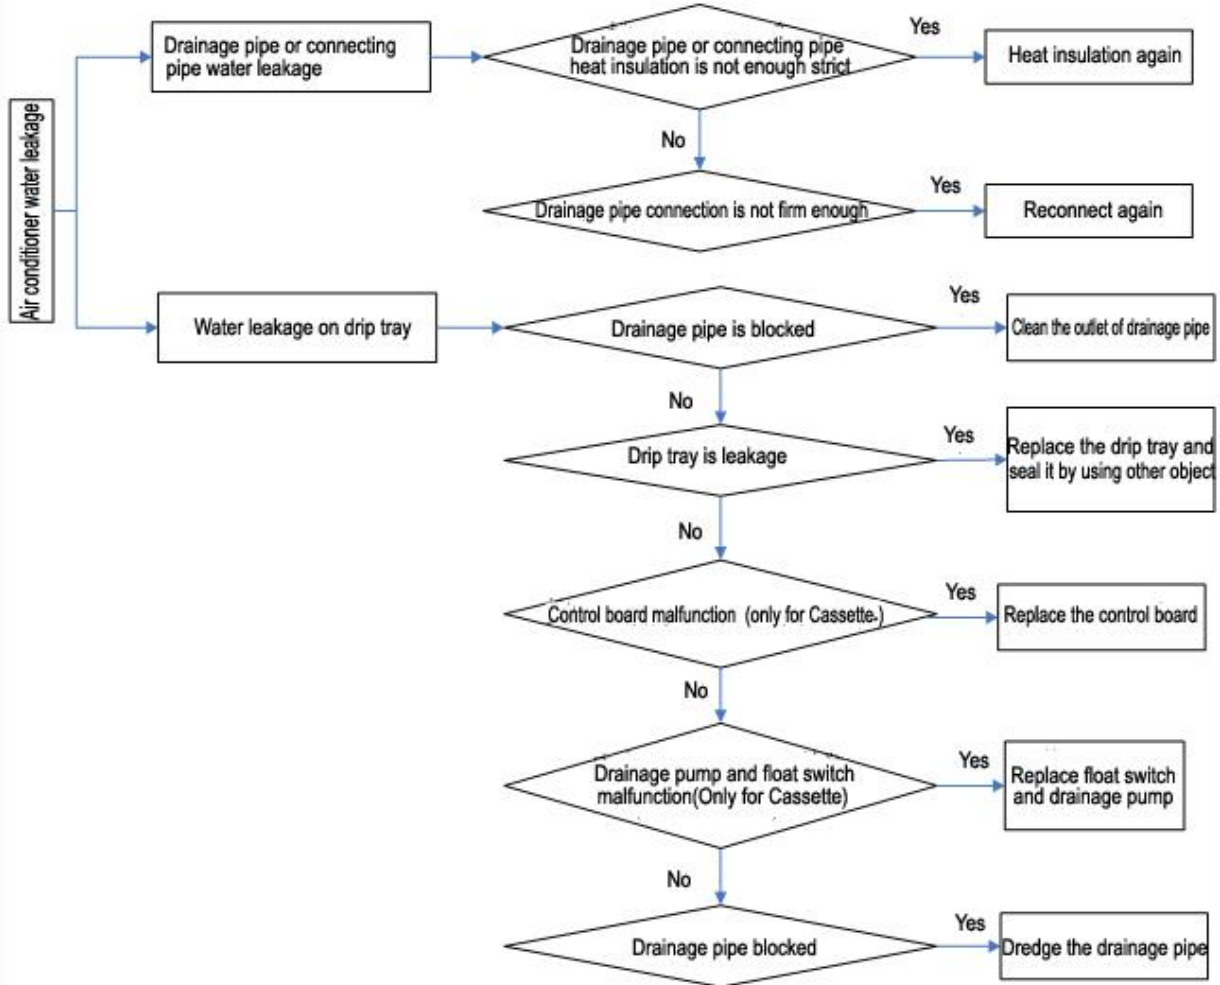 Air conditioner water leakage
Drainage pipe or connecting
pipe water leakage
Drainage pipe or connecting pipe
heat insulation is not enough strict
Yes
Heat insulation again
No
Drainage pipe connection is not firm enough
Yes
Reconnect again
Water leakage on drip tray
Drainage pipe is blocked
Yes
Clean the outlet of drainage pipe
No
Drip tray is leakage
Yes
Replace the drip tray and
seal it by using other object
No
Control board malfunction (only for Cassette.)
Yes
Replace the control board
No
Drainage pump and float switch
malfunction(Only for Cassette)
Yes
Replace float switch
and drainage pump
No
Drainage pipe blocked
Yes
Dredge the drainage pipe